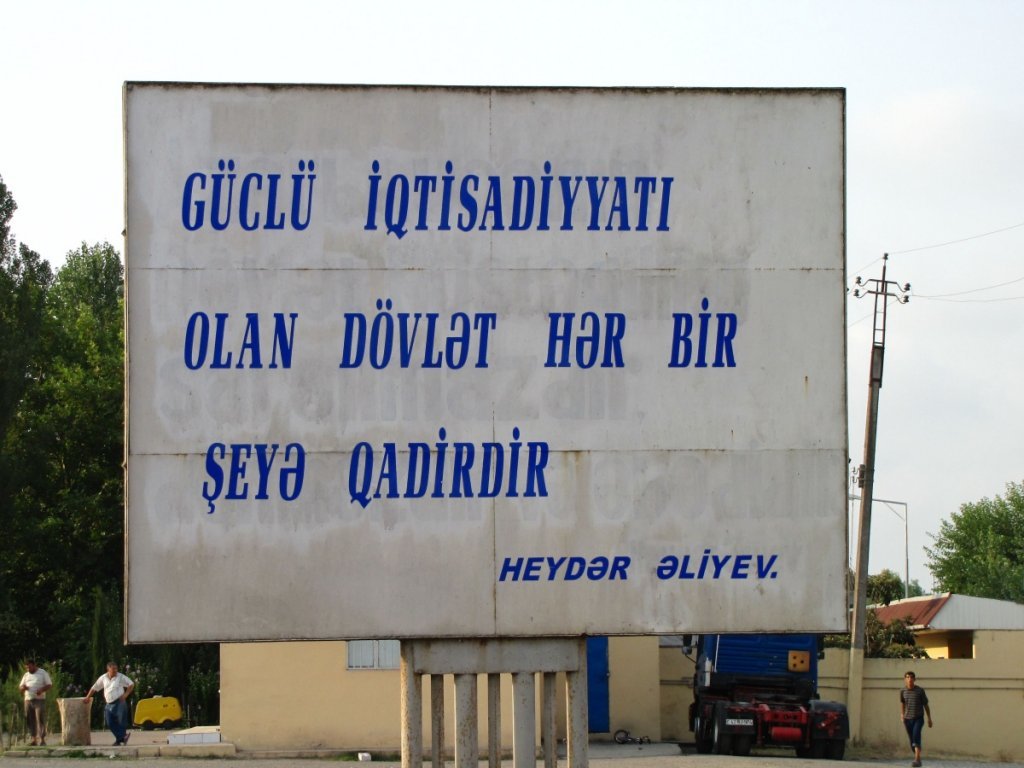 GÜCLÜ İQTİSADİYYATI
OLAN DÖVLƏT HƏR BİR
ŞEYƏ QADİRDİR
HEYDƏR ƏLİYEV.